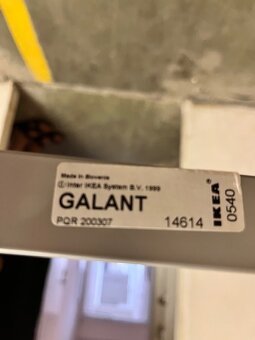 Made in Slovenia
© Inter IKEA System B.V. 1999
GALANT
PQR 200307 14614
IKEA
0540